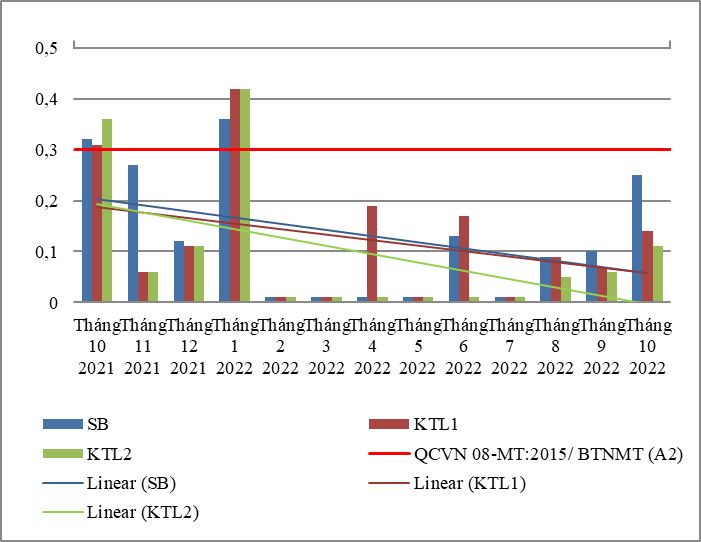 0,5
0,4
0,3
0,2
0,1
0
Tháng Tháng Tháng Tháng Tháng Tháng Tháng Tháng Tháng Tháng Tháng Tháng Tháng
10 11 12 1 2 3 4 5 6 7 8 9 10
2021 2021 2021 2022 2022 2022 2022 2022 2022 2022 2022 2022 2022
SB KTL1
KTL2 QCVN 08-MT:2015/ BTNMT (A2)
Linear (SB) Linear (KTL1)
Linear (KTL2)